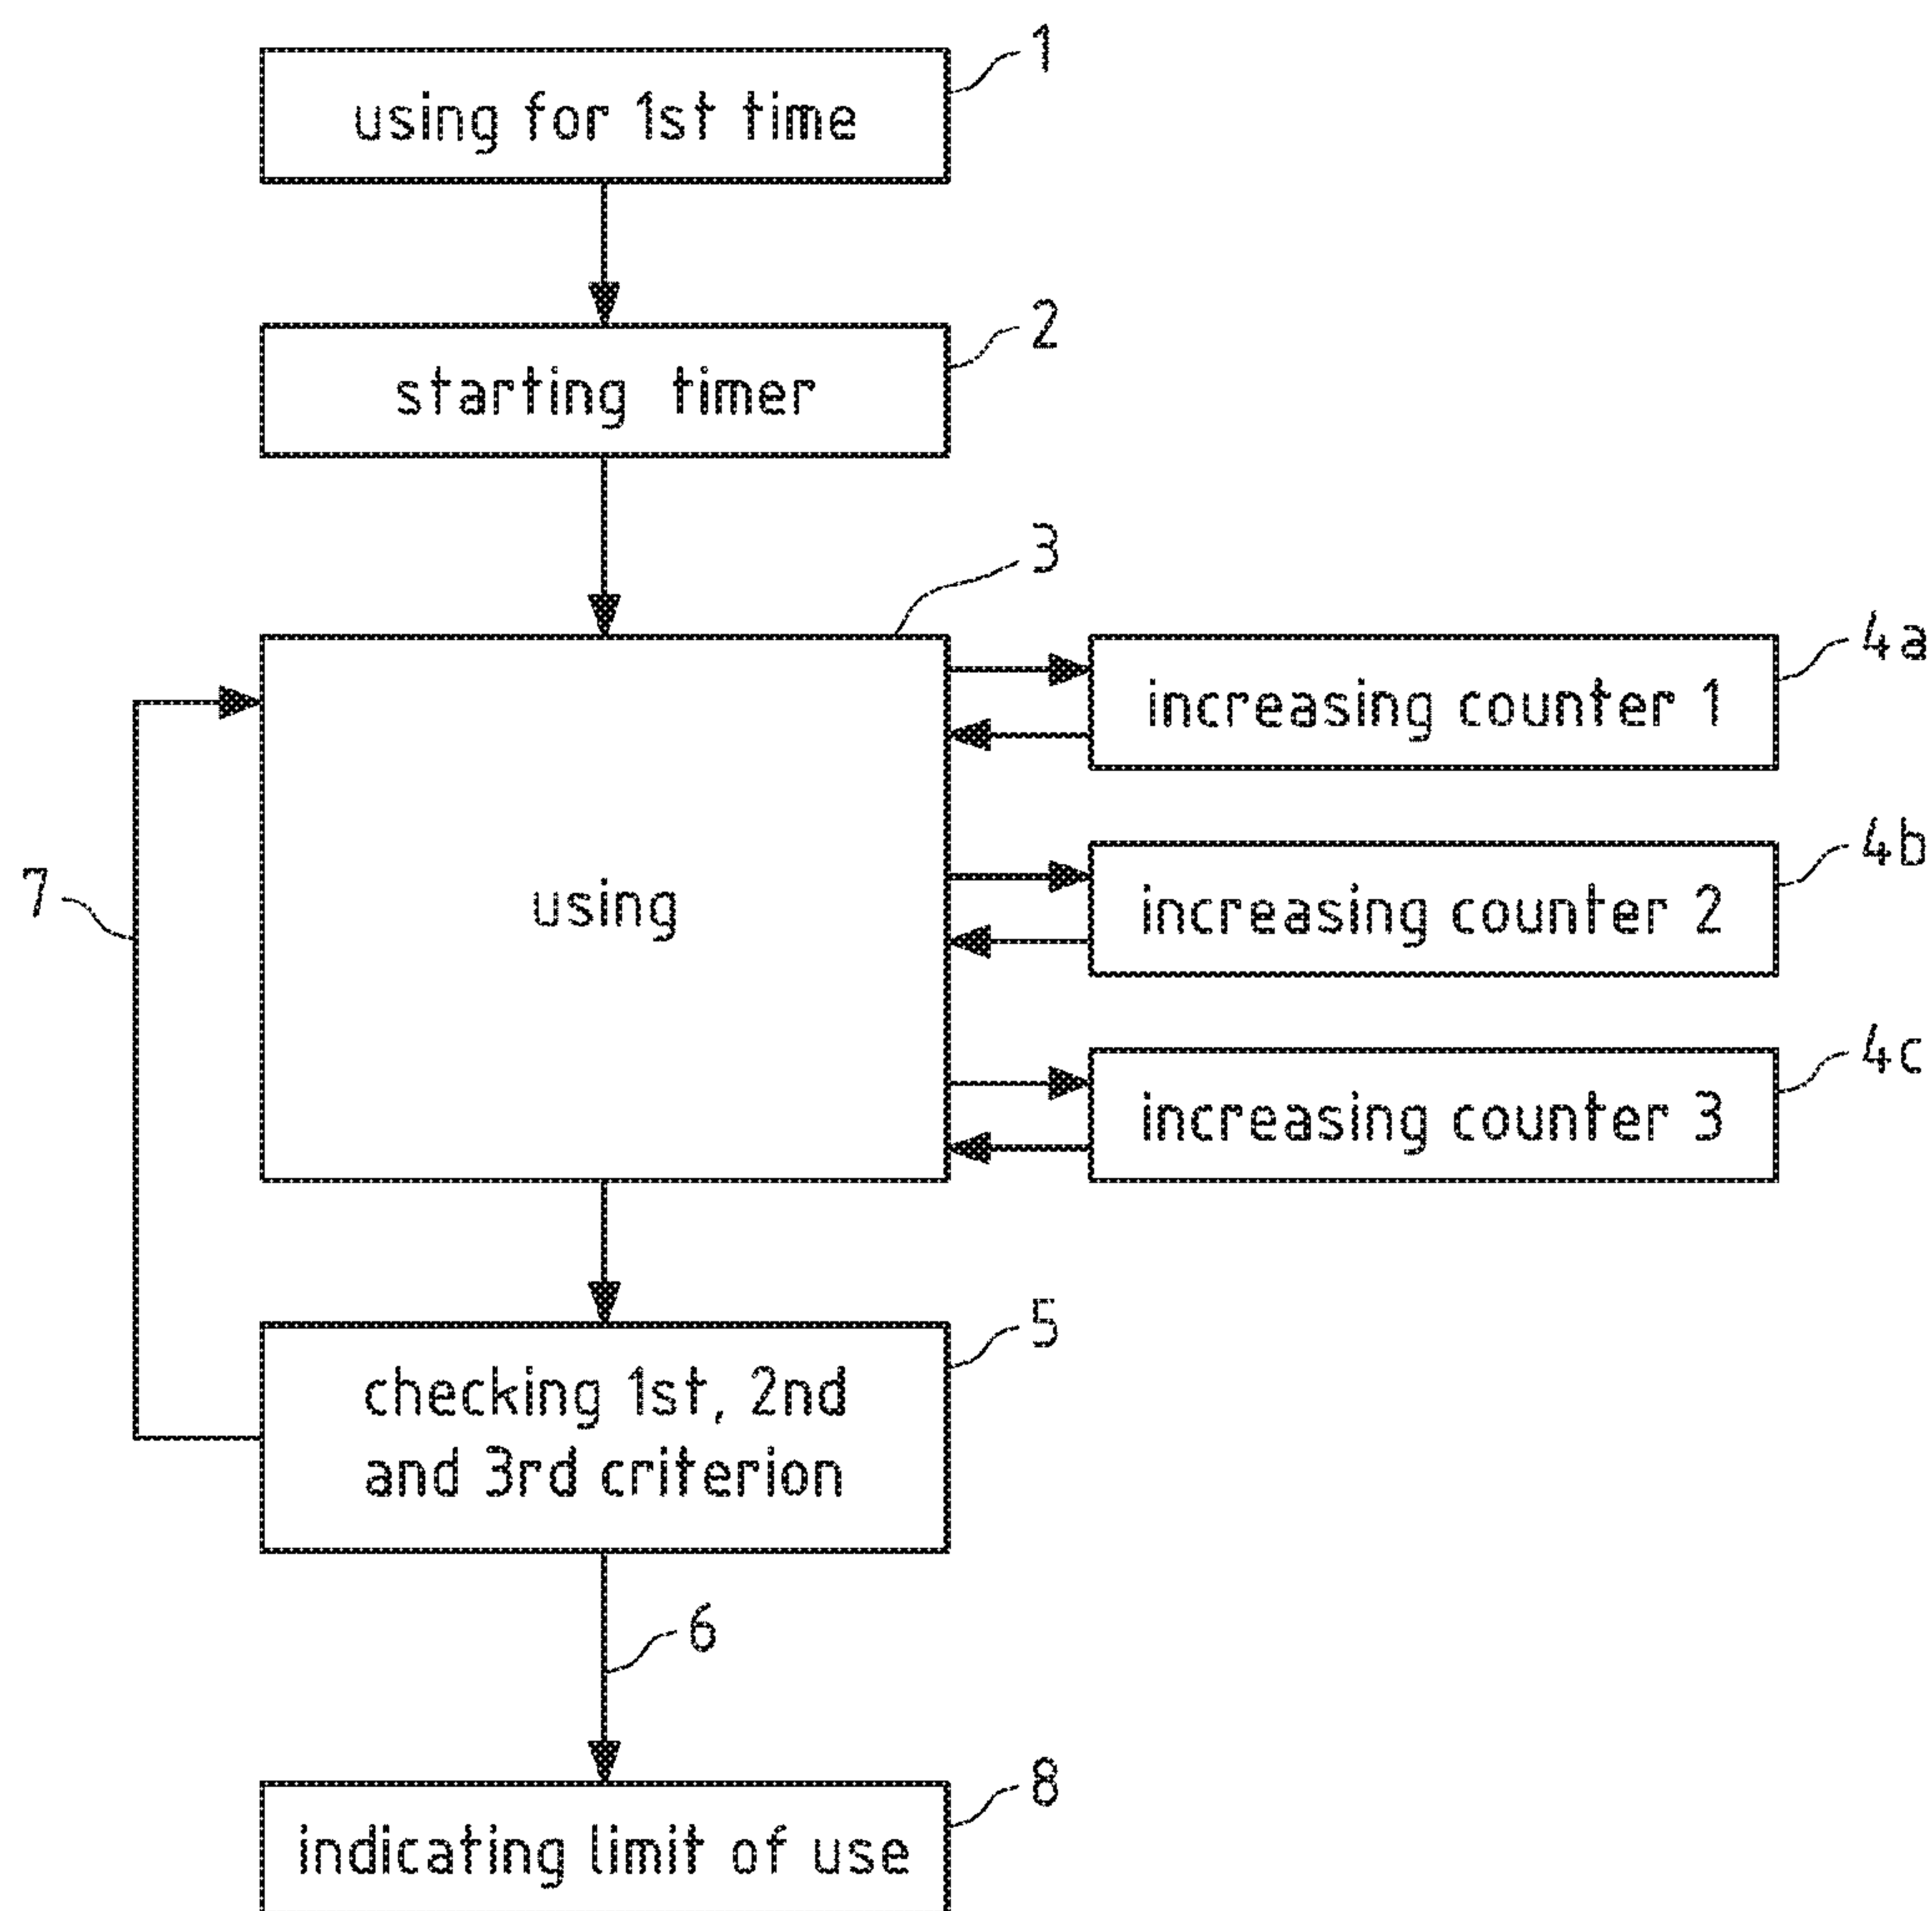 1
using for 1st time
2
starting timer
3
4a
increasing counter 1
4b
7
using
increasing counter 2
4c
increasing counter 3
5
checking 1st, 2nd
and 3rd criterion
6
8
indicating limit of use